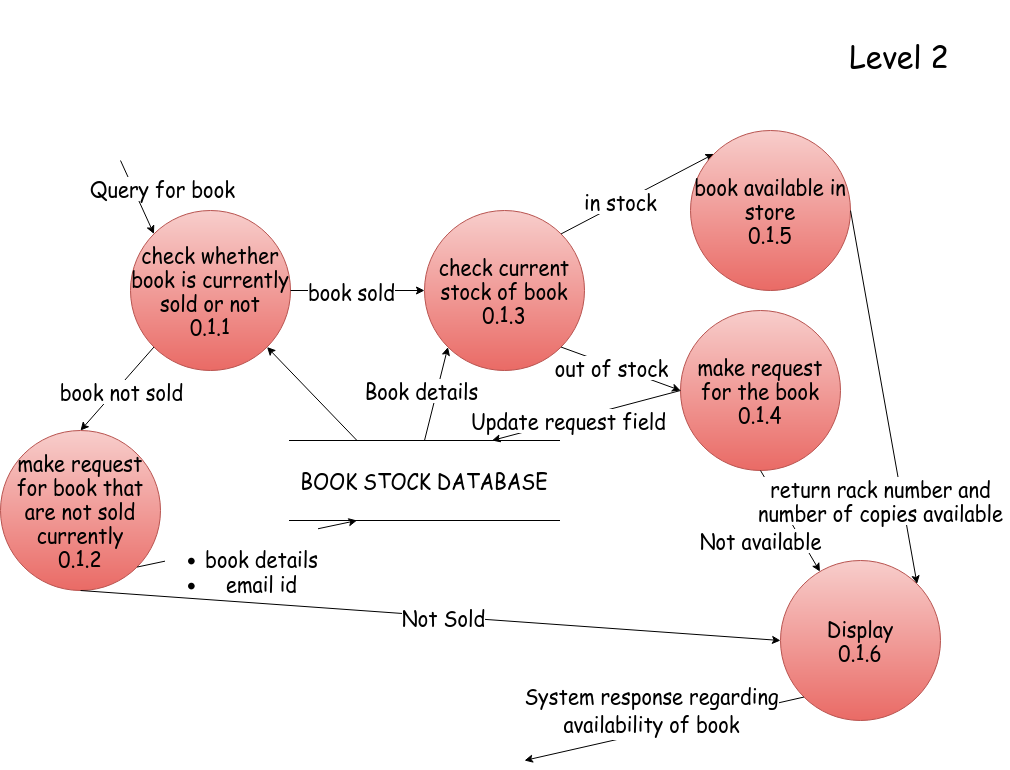 Level 2
Query for book
check whether
book is currently
sold or not
0.1.1
book sold
check current
stock of book
0.1.3
in stock
book available in
store
0.1.5
out of stock
make request
for the book
0.1.4
book not sold
Book details
Update request field
make request
for book that
are not sold
currently
0.1.2
BOOK STOCK DATABASE
return rack number and
number of copies available
Not available
• book details
• email id
Not Sold
Display
0.1.6
System response regarding
availability of book